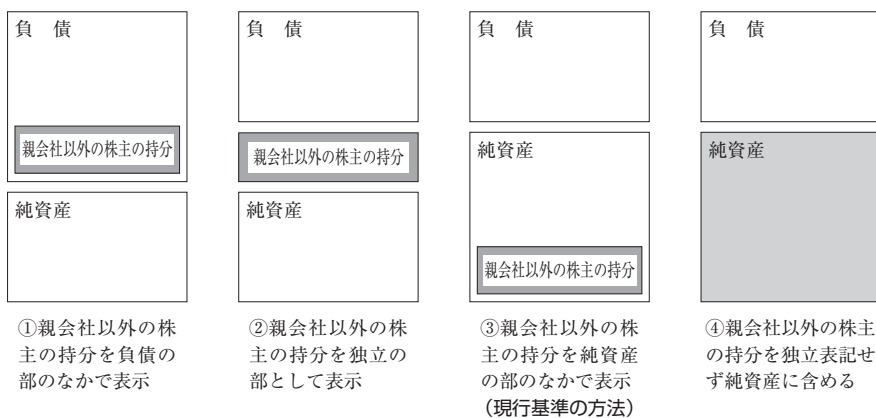 負　債
親会社以外の株主の持分
純資産
①親会社以外の株
主の持分を負債の
部のなかで表示
負　債
親会社以外の株主の持分
純資産
②親会社以外の株
主の持分を独立の
部として表示
負　債
純資産
親会社以外の株主の持分
③親会社以外の株
主の持分を純資産
の部のなかで表示
（現行基準の方法）
負　債
純資産
④親会社以外の株主
の持分を独立表記せ
ず純資産に含める